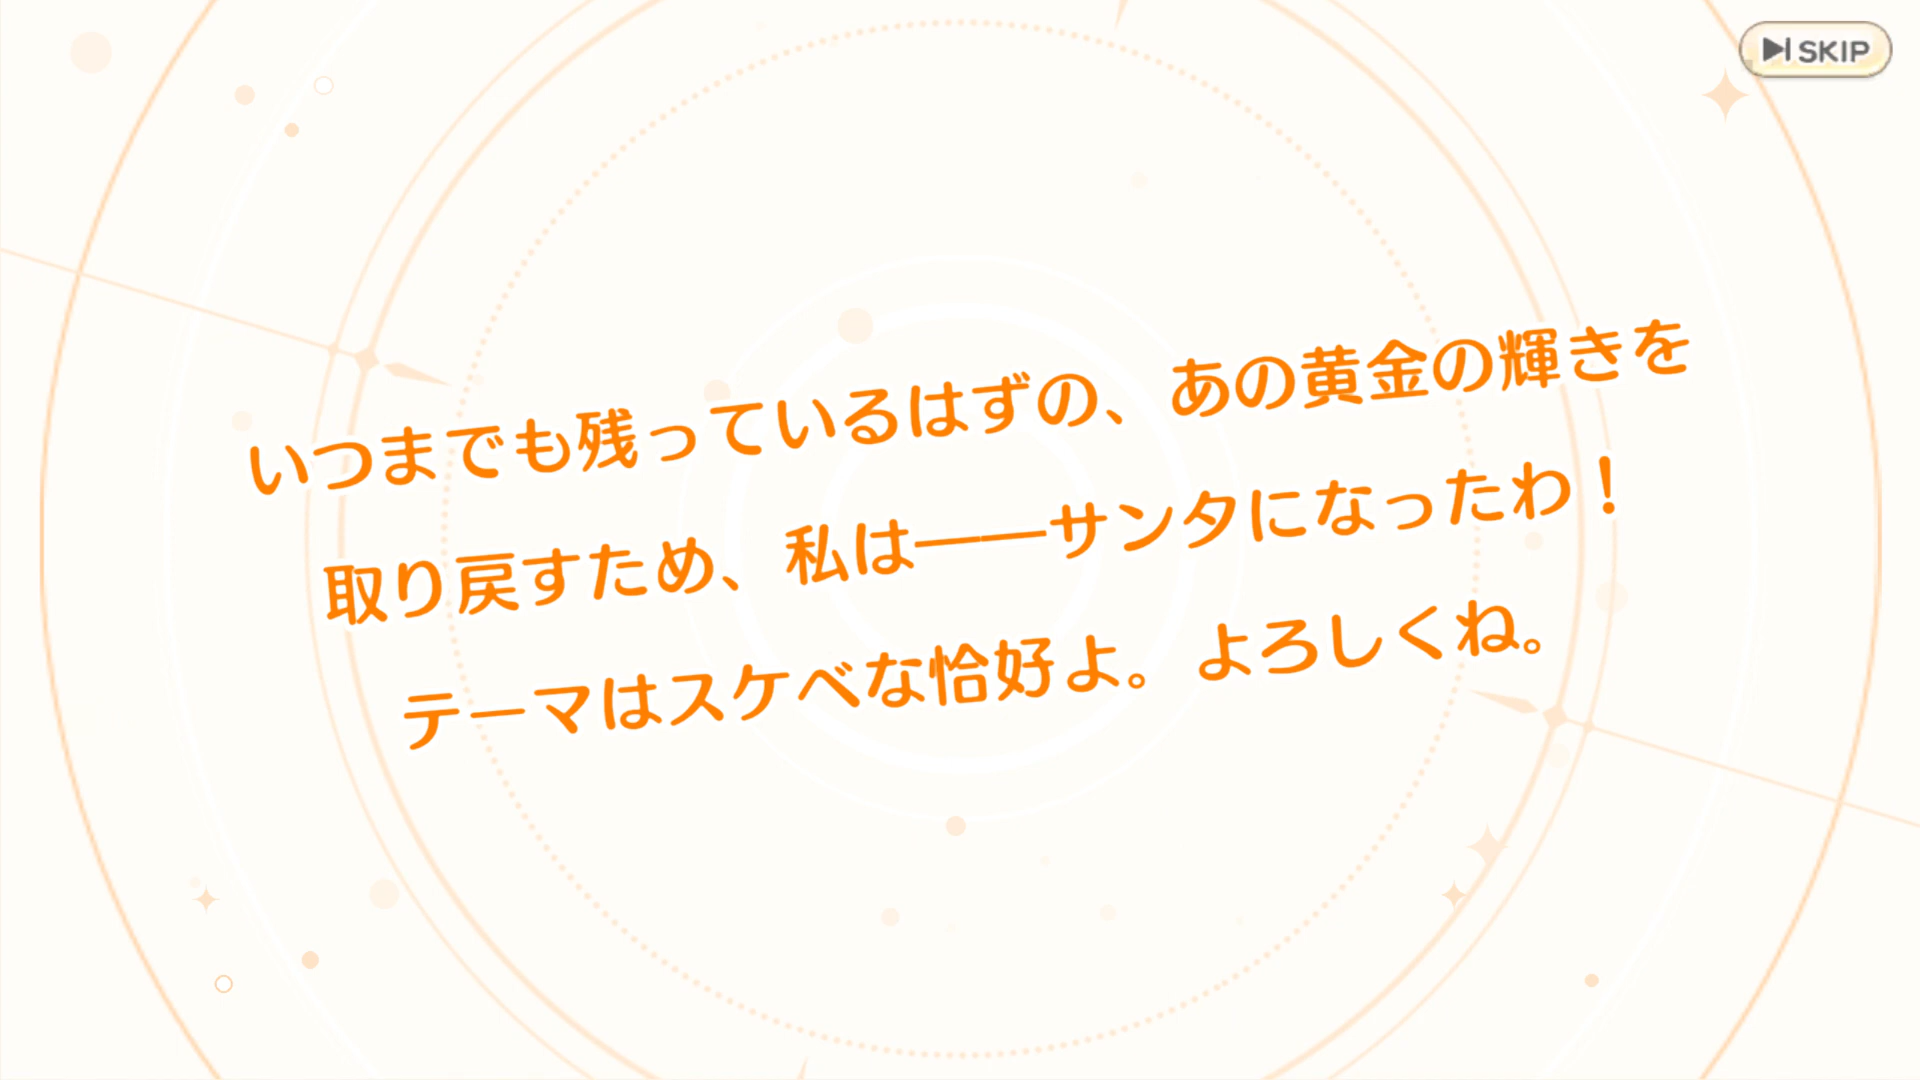 SKIP
いつまでも残っているはずの、あの黄金の輝きを
取り戻すため、私は――サンタになったわ！
テーマはスケベな恰好よ。よろしくね。